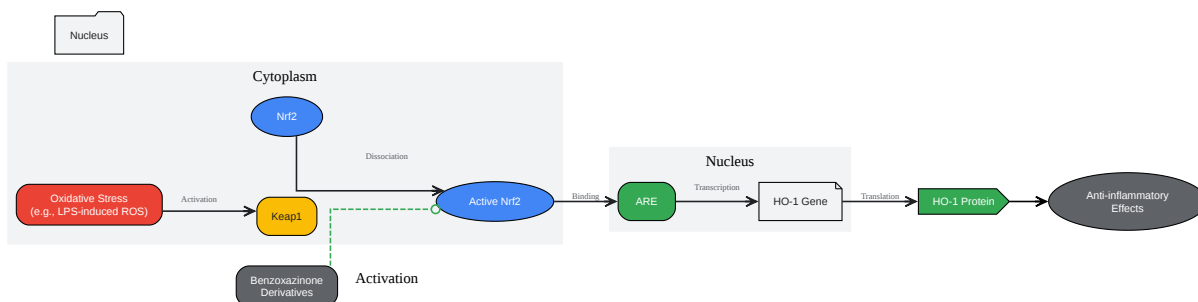 Nucleus
Cytoplasm
Nrf2
Dissociation
Oxidative Stress
(e.g., LPS-induced ROS)
Activation
Keap1
Active Nrf2
Binding
Nucleus
ARE
Transcription
HO-1 Gene
Translation
HO-1 Protein
Anti-inflammatory
Effects
Benzoxazinone
Derivatives
Activation